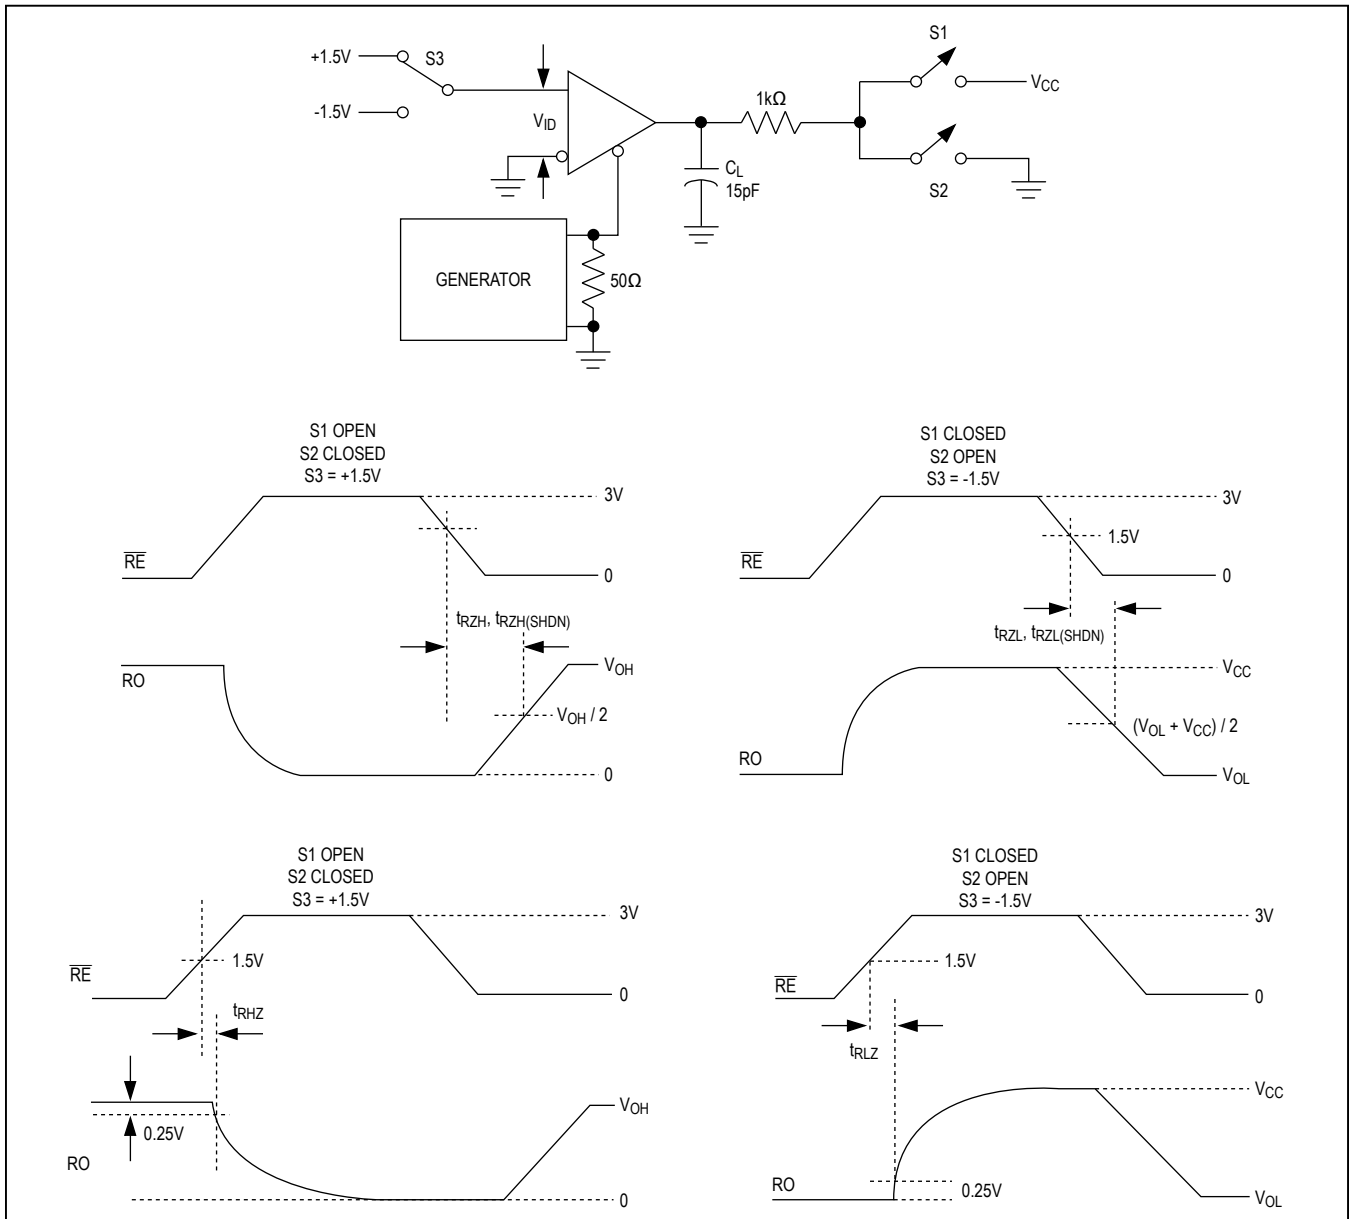 +1.5V
S3
-1.5V
V_ID
1kΩ
S1
V_CC
S2
C_L
15pF
GENERATOR
50Ω
S1 OPEN
S2 CLOSED
S3 = +1.5V
3V
RE
0
t_RZH, t_RZH(SHDN)
RO
V_OH
V_OH / 2
0
S1 CLOSED
S2 OPEN
S3 = -1.5V
3V
1.5V
RE
0
t_RZL, t_RZL(SHDN)
V_CC
(V_OL + V_CC) / 2
RO
V_OL
S1 OPEN
S2 CLOSED
S3 = +1.5V
3V
1.5V
RE
0
t_RHZ
V_OH
0.25V
RO
0
S1 CLOSED
S2 OPEN
S3 = -1.5V
3V
1.5V
RE
0
t_RLZ
V_CC
RO
0.25V
V_OL